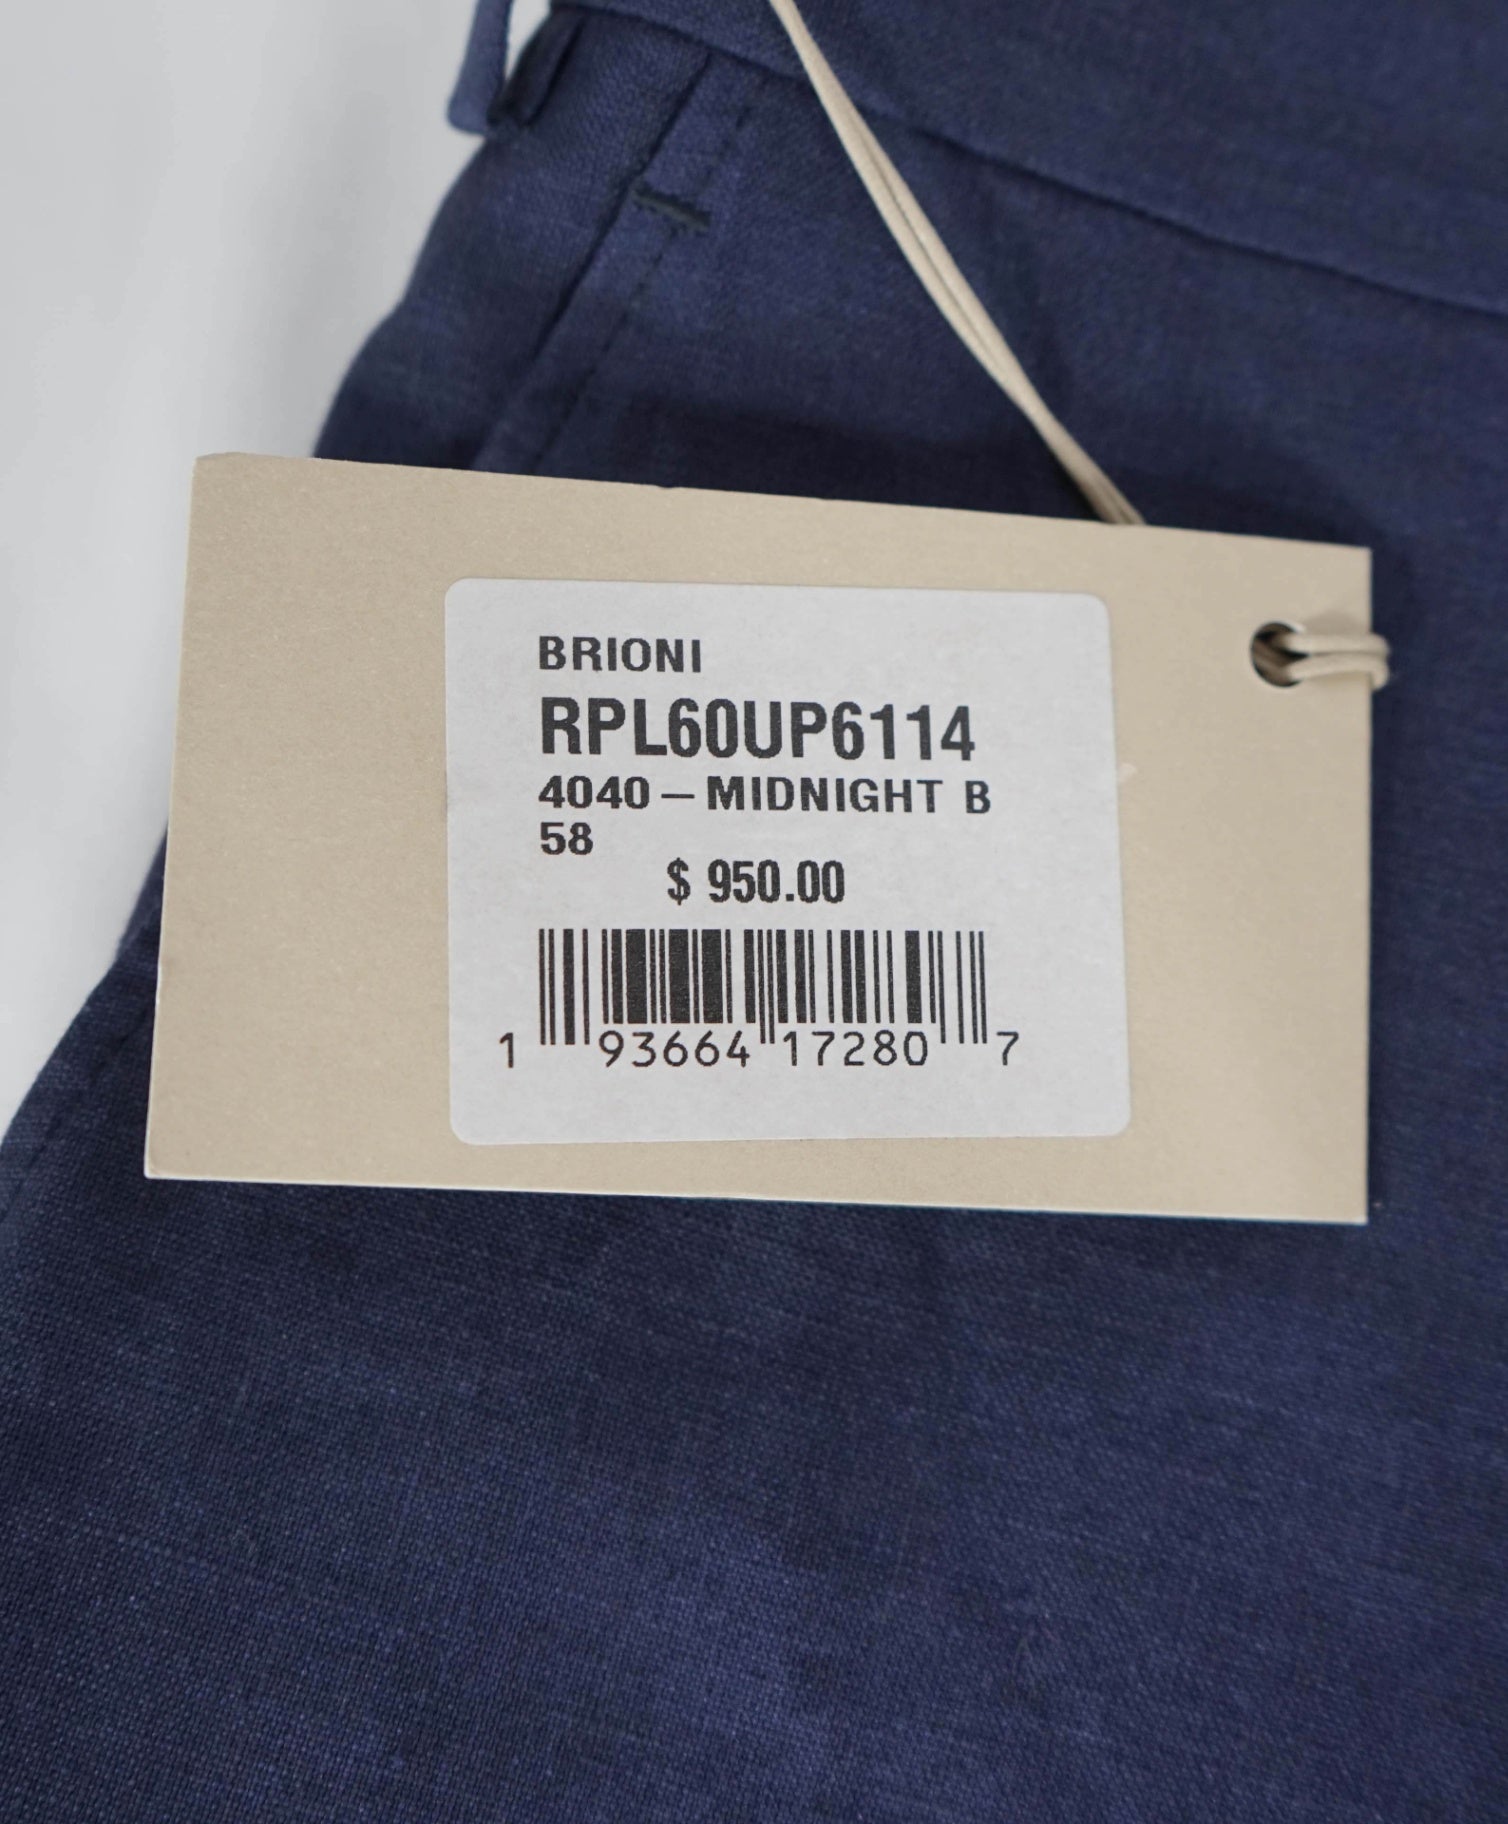 BRIONI
RPL60UP6114
4040 – MIDNIGHT B
58
$ 950.00
1 93664 17280 7